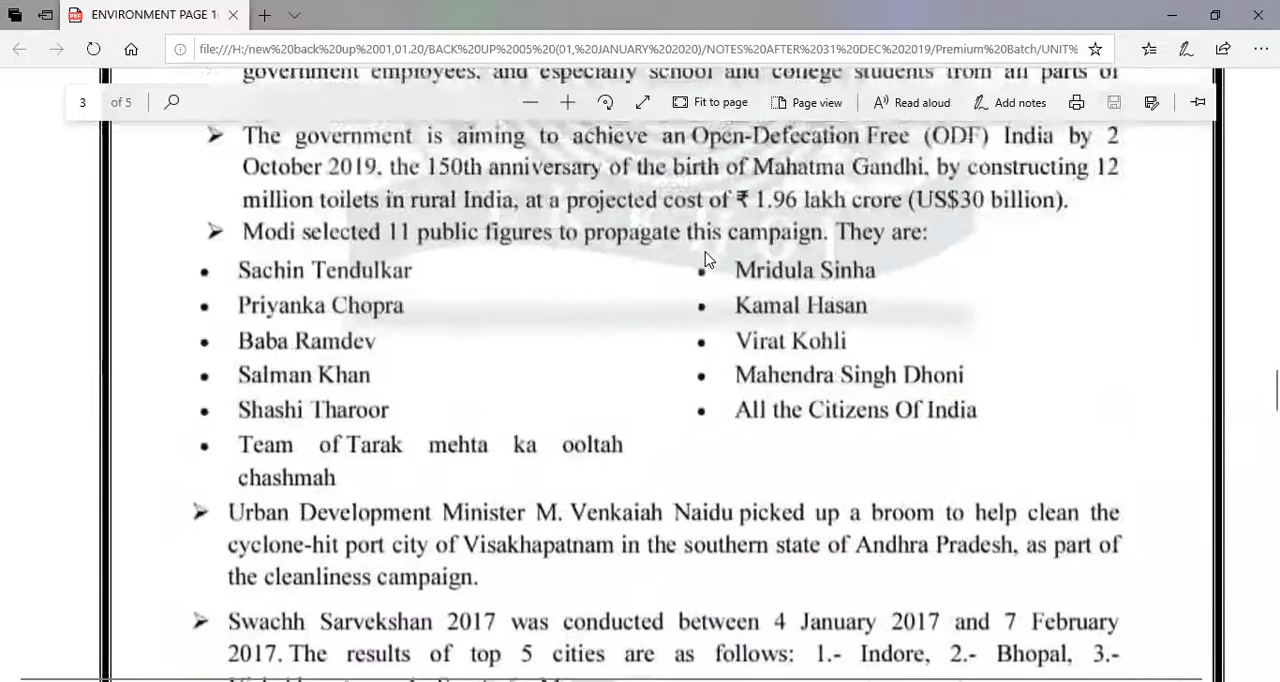 ENVIRONMENT PAGE 1
file:///H:/new%20back%20up%2001,01.20/BACK%20UP%2005%20(01,%20JANUARY%202020)/NOTES%20AFTER%2031%20DEC%202019/Premium%20Batch/UNIT%
government employees, and especially school and college students from all parts of
3 of 5 Fit to page Page view Read aloud Add notes
➢ The government is aiming to achieve an Open-Defecation Free (ODF) India by 2
October 2019, the 150th anniversary of the birth of Mahatma Gandhi, by constructing 12
million toilets in rural India, at a projected cost of ₹ 1.96 lakh crore (US$30 billion).
➢ Modi selected 11 public figures to propagate this campaign. They are:
• Sachin Tendulkar
• Priyanka Chopra
• Baba Ramdev
• Salman Khan
• Shashi Tharoor
• Team of Tarak mehta ka ooltah
chashmah
• Mridula Sinha
• Kamal Hasan
• Virat Kohli
• Mahendra Singh Dhoni
• All the Citizens Of India
➢ Urban Development Minister M. Venkaiah Naidu picked up a broom to help clean the
cyclone-hit port city of Visakhapatnam in the southern state of Andhra Pradesh, as part of
the cleanliness campaign.
➢ Swachh Sarvekshan 2017 was conducted between 4 January 2017 and 7 February
2017. The results of top 5 cities are as follows: 1.- Indore, 2.- Bhopal, 3.-